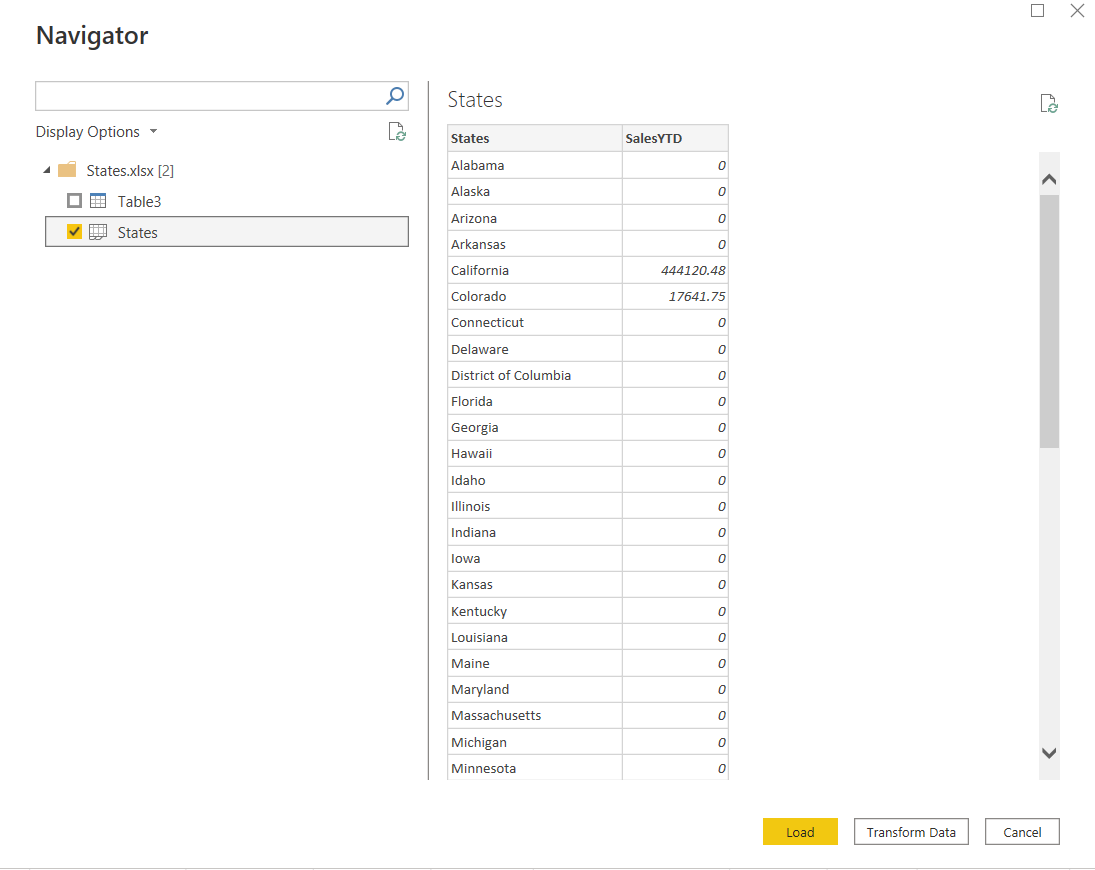 Navigator
Display Options
States.xlsx [2]
Table3
States
States
States SalesYTD
Alabama 0
Alaska 0
Arizona 0
Arkansas 0
California 444120.48
Colorado 17641.75
Connecticut 0
Delaware 0
District of Columbia 0
Florida 0
Georgia 0
Hawaii 0
Idaho 0
Illinois 0
Indiana 0
Iowa 0
Kansas 0
Kentucky 0
Louisiana 0
Maine 0
Maryland 0
Massachusetts 0
Michigan 0
Minnesota 0
Load Transform Data Cancel